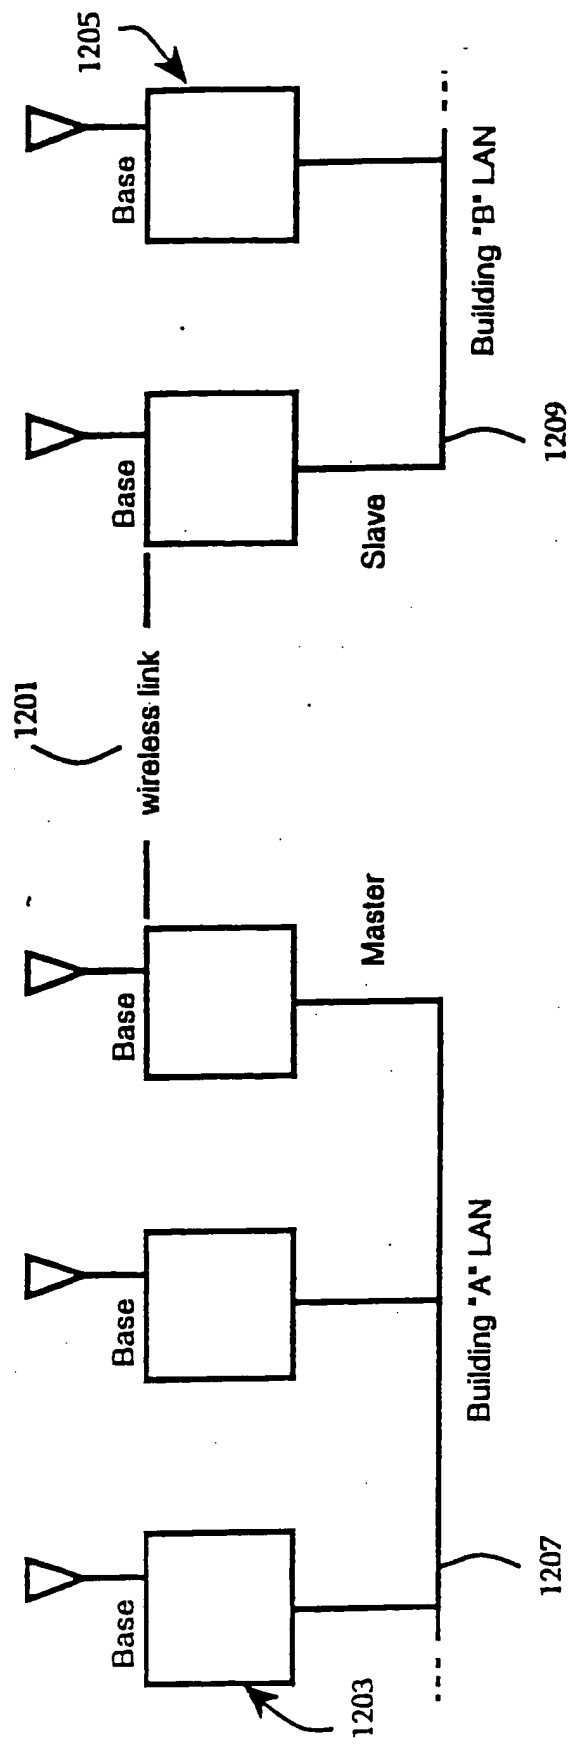 1201
1205
Base
Base
Base
Base
Base
wireless link
1203
Master
Slave
Building "A" LAN
Building "B" LAN
1207
1209